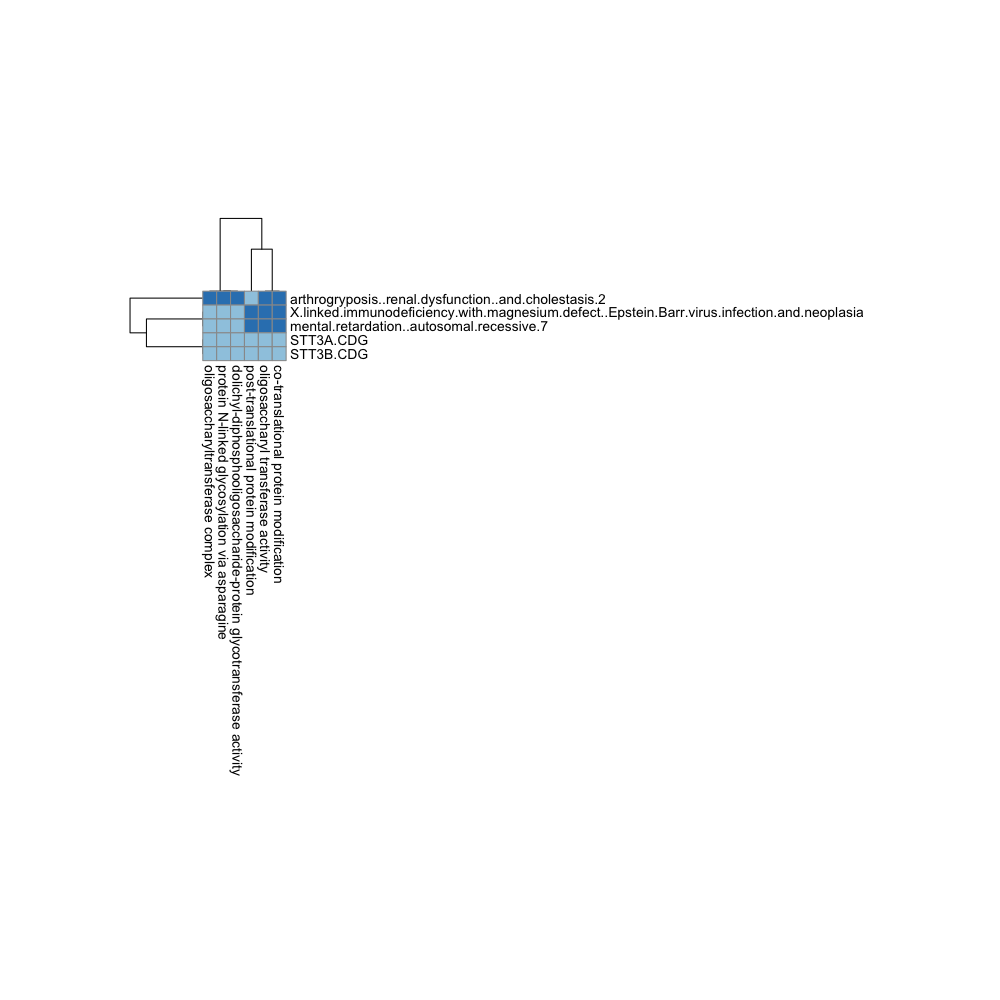 arthrogryposis..renal.dysfunction..and.cholestasis.2
X.linked.immunodeficiency.with.magnesium.defect..Epstein.Barr.virus.infection.and.neoplasia
mental.retardation..autosomal.recessive.7
STT3A.CDG
STT3B.CDG
oligosaccharyltransferase complex
protein N-linked glycosylation via asparagine
dolichyl-diphosphooligosaccharide-protein glycotransferase activity
post-translational protein modification
oligosaccharyl transferase activity
co-translational protein modification